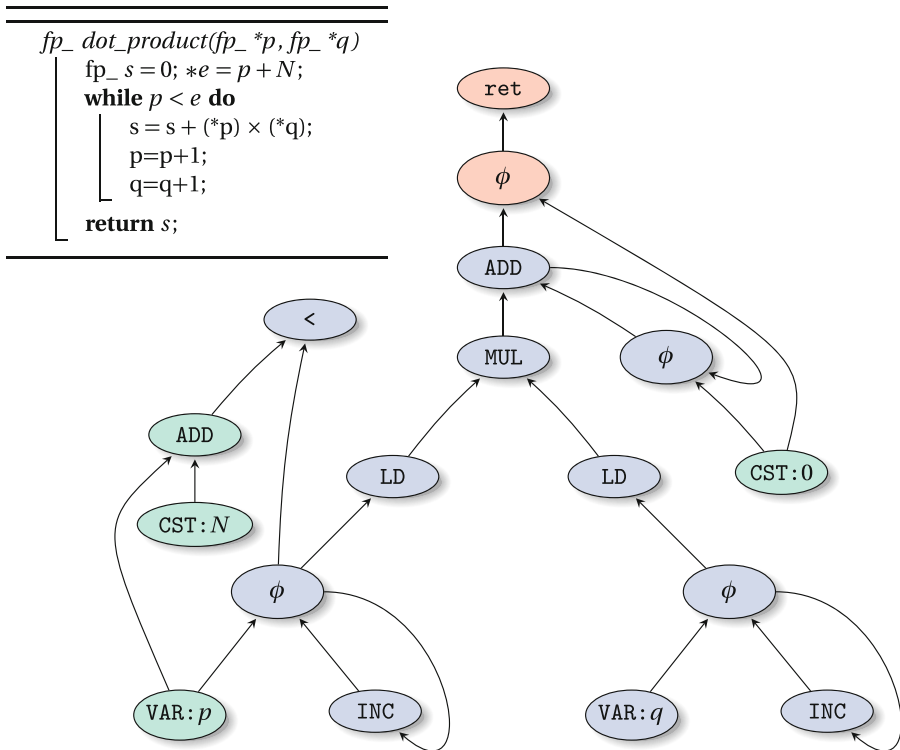 fp_ dot_product(fp_ *p, fp_ *q)
fp_ s = 0; *e = p + N;
while p < e do
s = s + (*p) × (*q);
p=p+1;
q=q+1;
return s;
ret
ϕ
ADD
<
MUL
ϕ
ADD
LD
LD
CST:0
CST:N
ϕ
ϕ
VAR:p
INC
VAR:q
INC